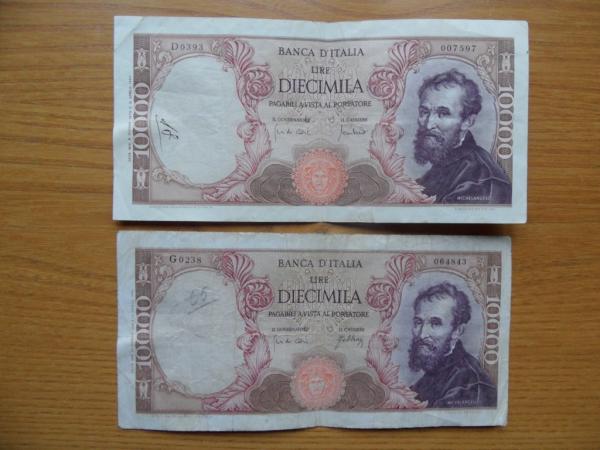 D0393
007597
BANCA D'ITALIA
LIRE
DIECIMILA
PAGABILI A VISTA AL PORTATORE
IL GOVERNATORE
IL CASSIERE
10000
10000
MICHELANGELO
G0238
064843
BANCA D'ITALIA
LIRE
DIECIMILA
PAGABILI A VISTA AL PORTATORE
IL GOVERNATORE
IL CASSIERE
10000
10000
MICHELANGELO